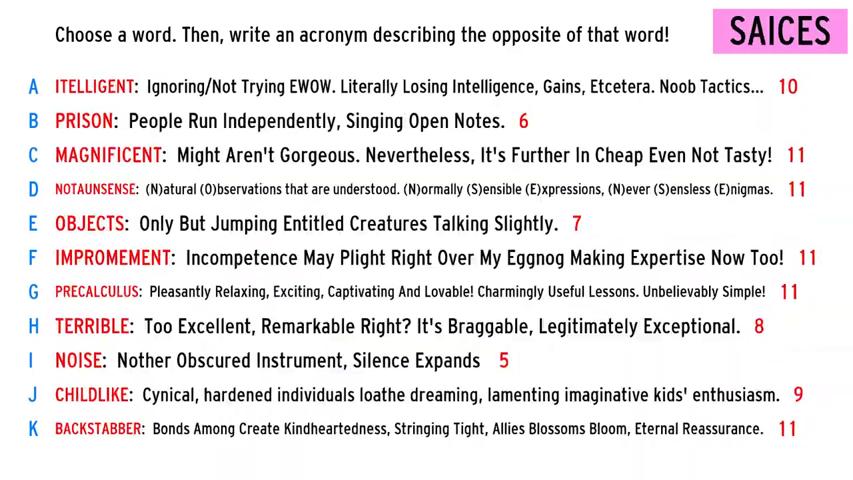 Choose a word. Then, write an acronym describing the opposite of that word!
SAICES
A ITELLIGENT: Ignoring/Not Trying EWOW. Literally Losing Intelligence, Gains, Etcetera. Noob Tactics... 10
B PRISON: People Run Independently, Singing Open Notes. 6
C MAGNIFICENT: Might Aren't Gorgeous. Nevertheless, It's Further In Cheap Even Not Tasty! 11
D NOTAUNSENSE: (N)atural (O)bservations that are understood. (N)ormally (S)ensible (E)xpressions, (N)ever (S)ensless (E)nigmas. 11
E OBJECTS: Only But Jumping Entitled Creatures Talking Slightly. 7
F IMPROMEMENT: Incompetence May Plight Right Over My Eggnog Making Expertise Now Too! 11
G PRECALCULUS: Pleasantly Relaxing, Exciting, Captivating And Lovable! Charmingly Useful Lessons. Unbelievably Simple! 11
H TERRIBLE: Too Excellent, Remarkable Right? It's Braggable, Legitimately Exceptional. 8
I NOISE: Nother Obscured Instrument, Silence Expands 5
J CHILDLIKE: Cynical, hardened individuals loathe dreaming, lamenting imaginative kids' enthusiasm. 9
K BACKSTABBER: Bonds Among Create Kindheartedness, Stringing Tight, Allies Blossoms Bloom, Eternal Reassurance. 11